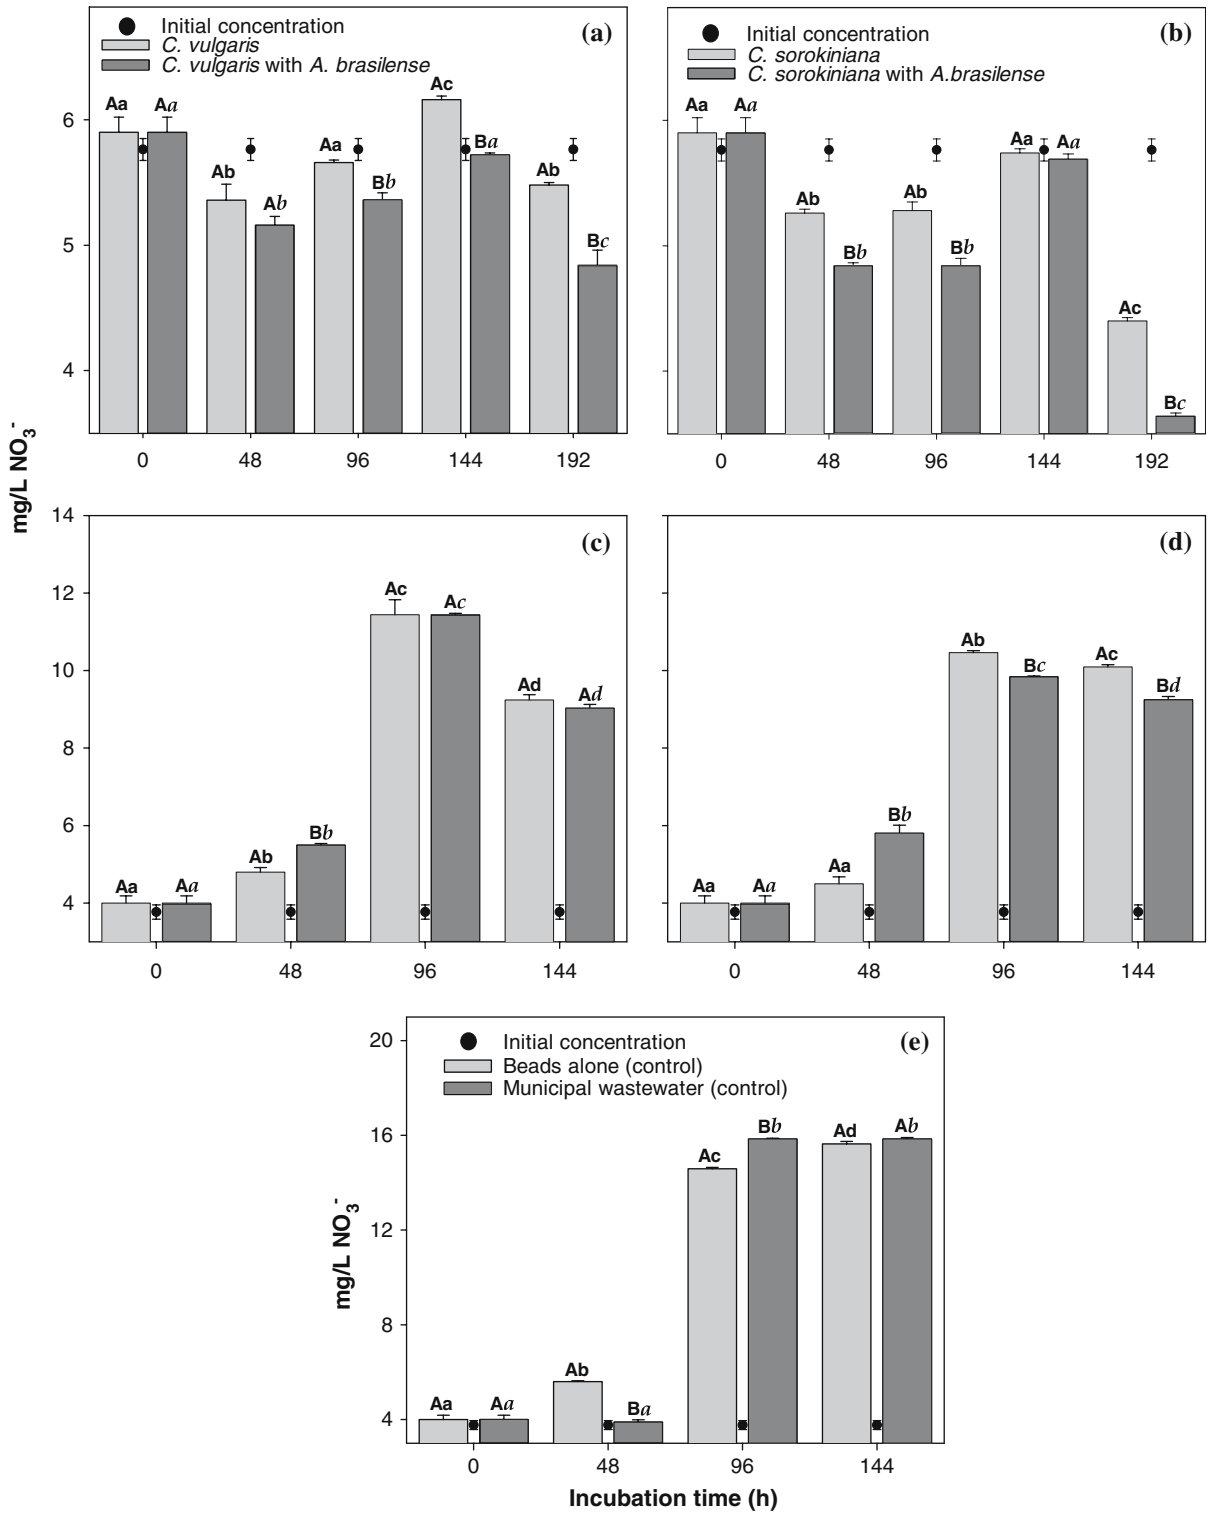 Initial concentration
C. vulgaris
C. vulgaris with A. brasilense
(a)
Aa Aa Ab Ab Aa Bb Ac Ba Ab Bc
6
5
4
0 48 96 144 192
Initial concentration
C. sorokiniana
C. sorokiniana with A.brasilense
(b)
Aa Aa Ab Bb Ab Bb Aa Aa Ac Bc
0 48 96 144 192
mg/L NO3-
(c)
14
12
10
8
6
4
Aa Aa Ab Bb Ac Ac Ad Ad
0 48 96 144
(d)
Aa Aa Aa Bb Ab Bc Ac Bd
0 48 96 144
Initial concentration
Beads alone (control)
Municipal wastewater (control)
(e)
20
16
12
8
4
Aa Aa Ab Ba Ac Bb Ad Ab
mg/L NO3-
0 48 96 144
Incubation time (h)